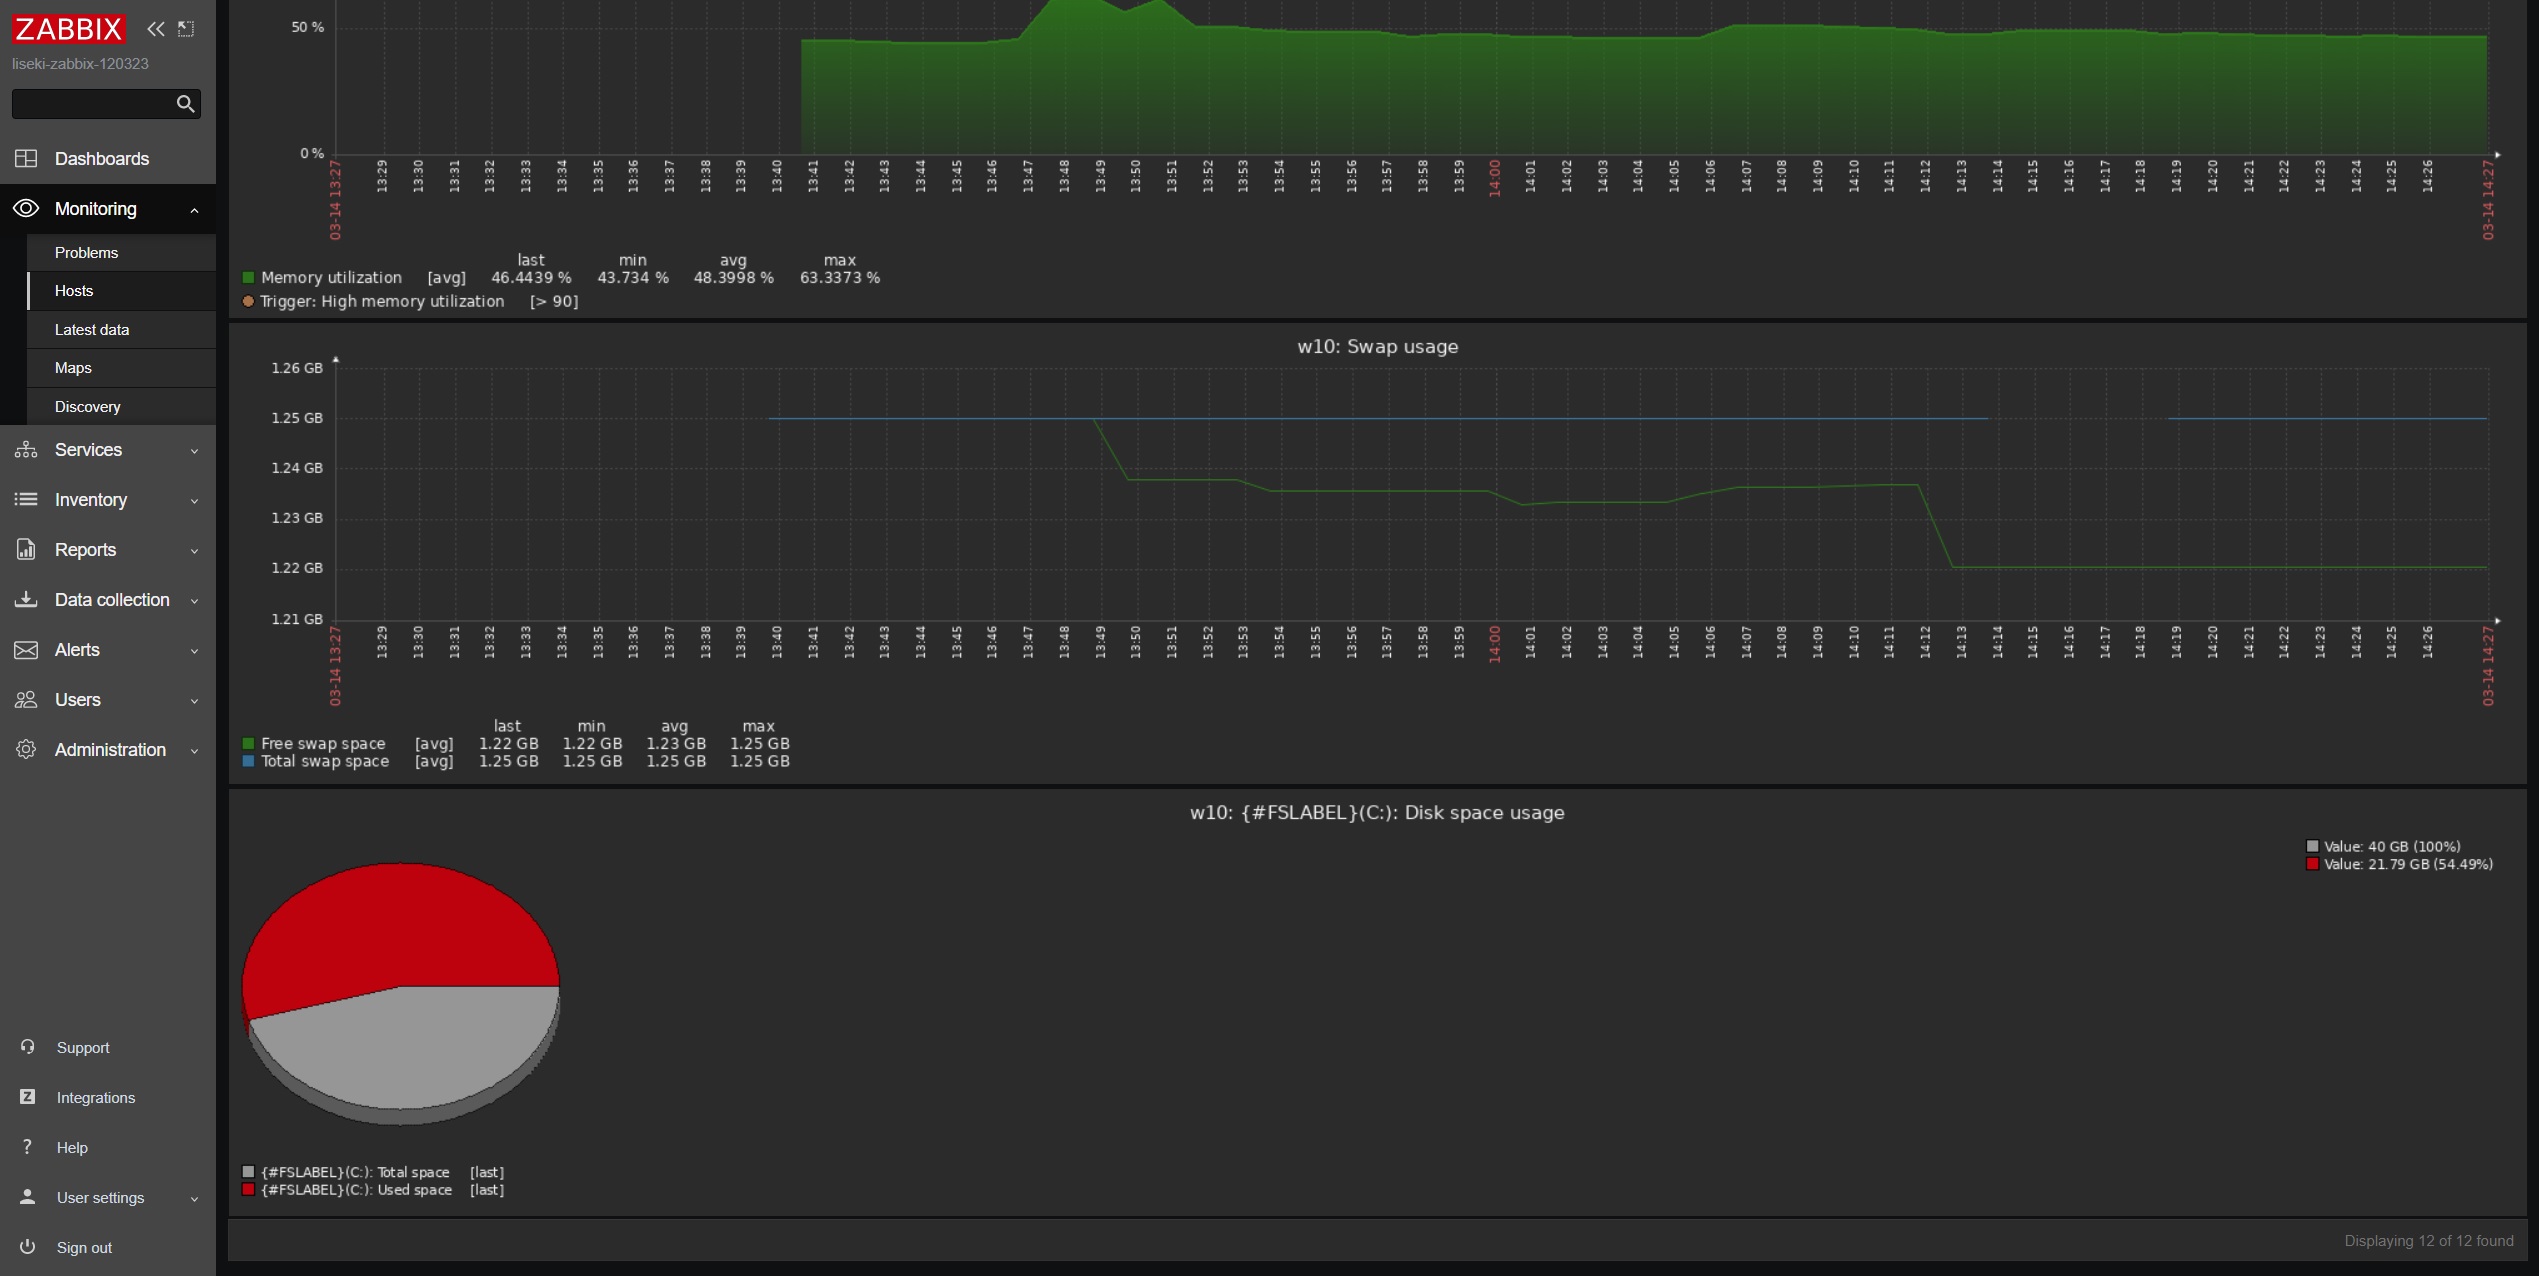 ZABBIX
liseki-zabbix-120323
Dashboards
Monitoring
Problems
Hosts
Latest data
Maps
Discovery
Services
Inventory
Reports
Data collection
Alerts
Users
Administration
Support
Integrations
Help
User settings
Sign out
50 %
0 %
03-14 13:27 13:29 13:30 13:31 13:32 13:33 13:34 13:35 13:36 13:37 13:38 13:39 13:40 13:41 13:42 13:43 13:44 13:45 13:46 13:47 13:48 13:49 13:50 13:51 13:52 13:53 13:54 13:55 13:56 13:57 13:58 13:59 14:00 14:01 14:02 14:03 14:04 14:05 14:06 14:07 14:08 14:09 14:10 14:11 14:12 14:13 14:14 14:15 14:16 14:17 14:18 14:19 14:20 14:21 14:22 14:23 14:24 14:25 14:26 03-14 14:27
last min avg max
Memory utilization [avg] 46.4439 % 43.734 % 48.3998 % 63.3373 %
Trigger: High memory utilization [> 90]
w10: Swap usage
1.26 GB
1.25 GB
1.24 GB
1.23 GB
1.22 GB
1.21 GB
03-14 13:27 13:29 13:30 13:31 13:32 13:33 13:34 13:35 13:36 13:37 13:38 13:39 13:40 13:41 13:42 13:43 13:44 13:45 13:46 13:47 13:48 13:49 13:50 13:51 13:52 13:53 13:54 13:55 13:56 13:57 13:58 13:59 14:00 14:01 14:02 14:03 14:04 14:05 14:06 14:07 14:08 14:09 14:10 14:11 14:12 14:13 14:14 14:15 14:16 14:17 14:18 14:19 14:20 14:21 14:22 14:23 14:24 14:25 14:26 03-14 14:27
last min avg max
Free swap space [avg] 1.22 GB 1.22 GB 1.23 GB 1.25 GB
Total swap space [avg] 1.25 GB 1.25 GB 1.25 GB 1.25 GB
w10: {#FSLABEL}(C:): Disk space usage
Value: 40 GB (100%)
Value: 21.79 GB (54.49%)
{#FSLABEL}(C:): Total space [last]
{#FSLABEL}(C:): Used space [last]
Displaying 12 of 12 found